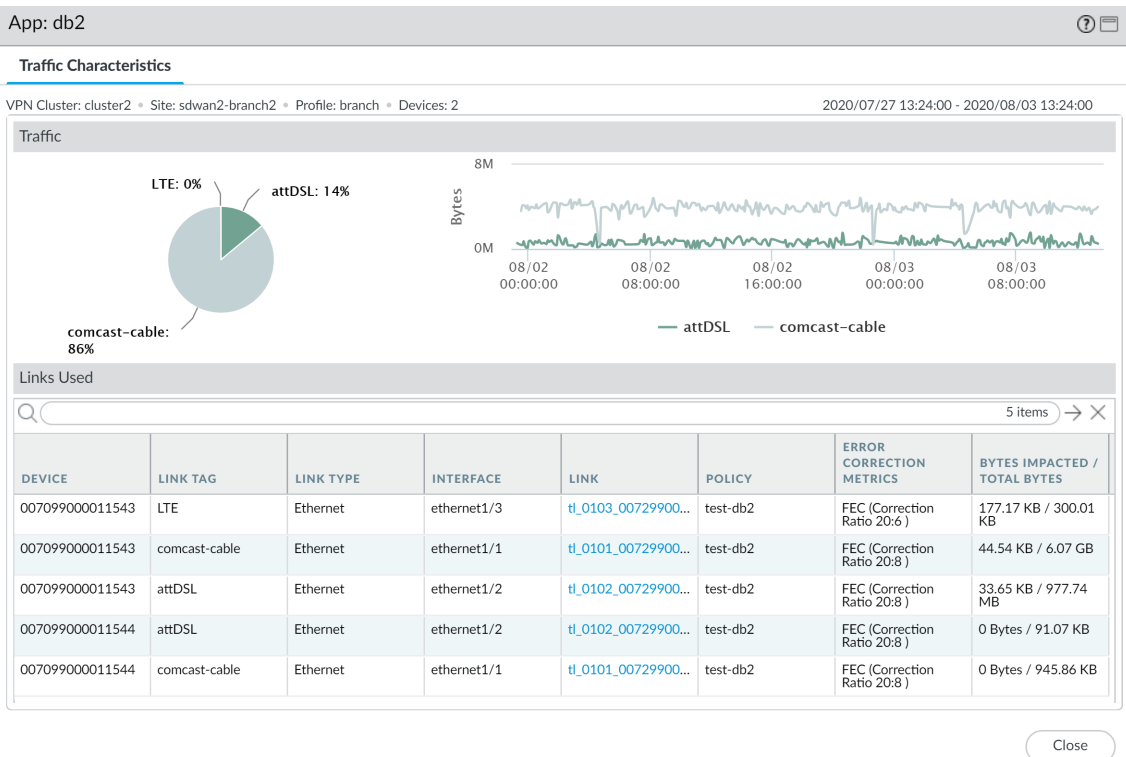 App: db2
Traffic Characteristics
VPN Cluster: cluster2 • Site: sdwan2-branch2 • Profile: branch • Devices: 2
2020/07/27 13:24:00 - 2020/08/03 13:24:00
Traffic
LTE: 0%
attDSL: 14%
comcast-cable:
86%
Bytes
8M
0M
08/02
00:00:00
08/02
08:00:00
08/02
16:00:00
08/03
00:00:00
08/03
08:00:00
attDSL
comcast-cable
Links Used
5 items
DEVICE
LINK TAG
LINK TYPE
INTERFACE
LINK
POLICY
ERROR
CORRECTION
METRICS
BYTES IMPACTED /
TOTAL BYTES
007099000011543 LTE Ethernet ethernet1/3 tl_0103_00729900... test-db2 FEC (Correction 177.17 KB / 300.01
Ratio 20:6 ) KB
007099000011543 comcast-cable Ethernet ethernet1/1 tl_0101_00729900... test-db2 FEC (Correction 44.54 KB / 6.07 GB
Ratio 20:8 )
007099000011543 attDSL Ethernet ethernet1/2 tl_0102_00729900... test-db2 FEC (Correction 33.65 KB / 977.74
Ratio 20:8 ) MB
007099000011544 attDSL Ethernet ethernet1/2 tl_0102_00729900... test-db2 FEC (Correction 0 Bytes / 91.07 KB
Ratio 20:8 )
007099000011544 comcast-cable Ethernet ethernet1/1 tl_0101_00729900... test-db2 FEC (Correction 0 Bytes / 945.86 KB
Ratio 20:8 )
Close